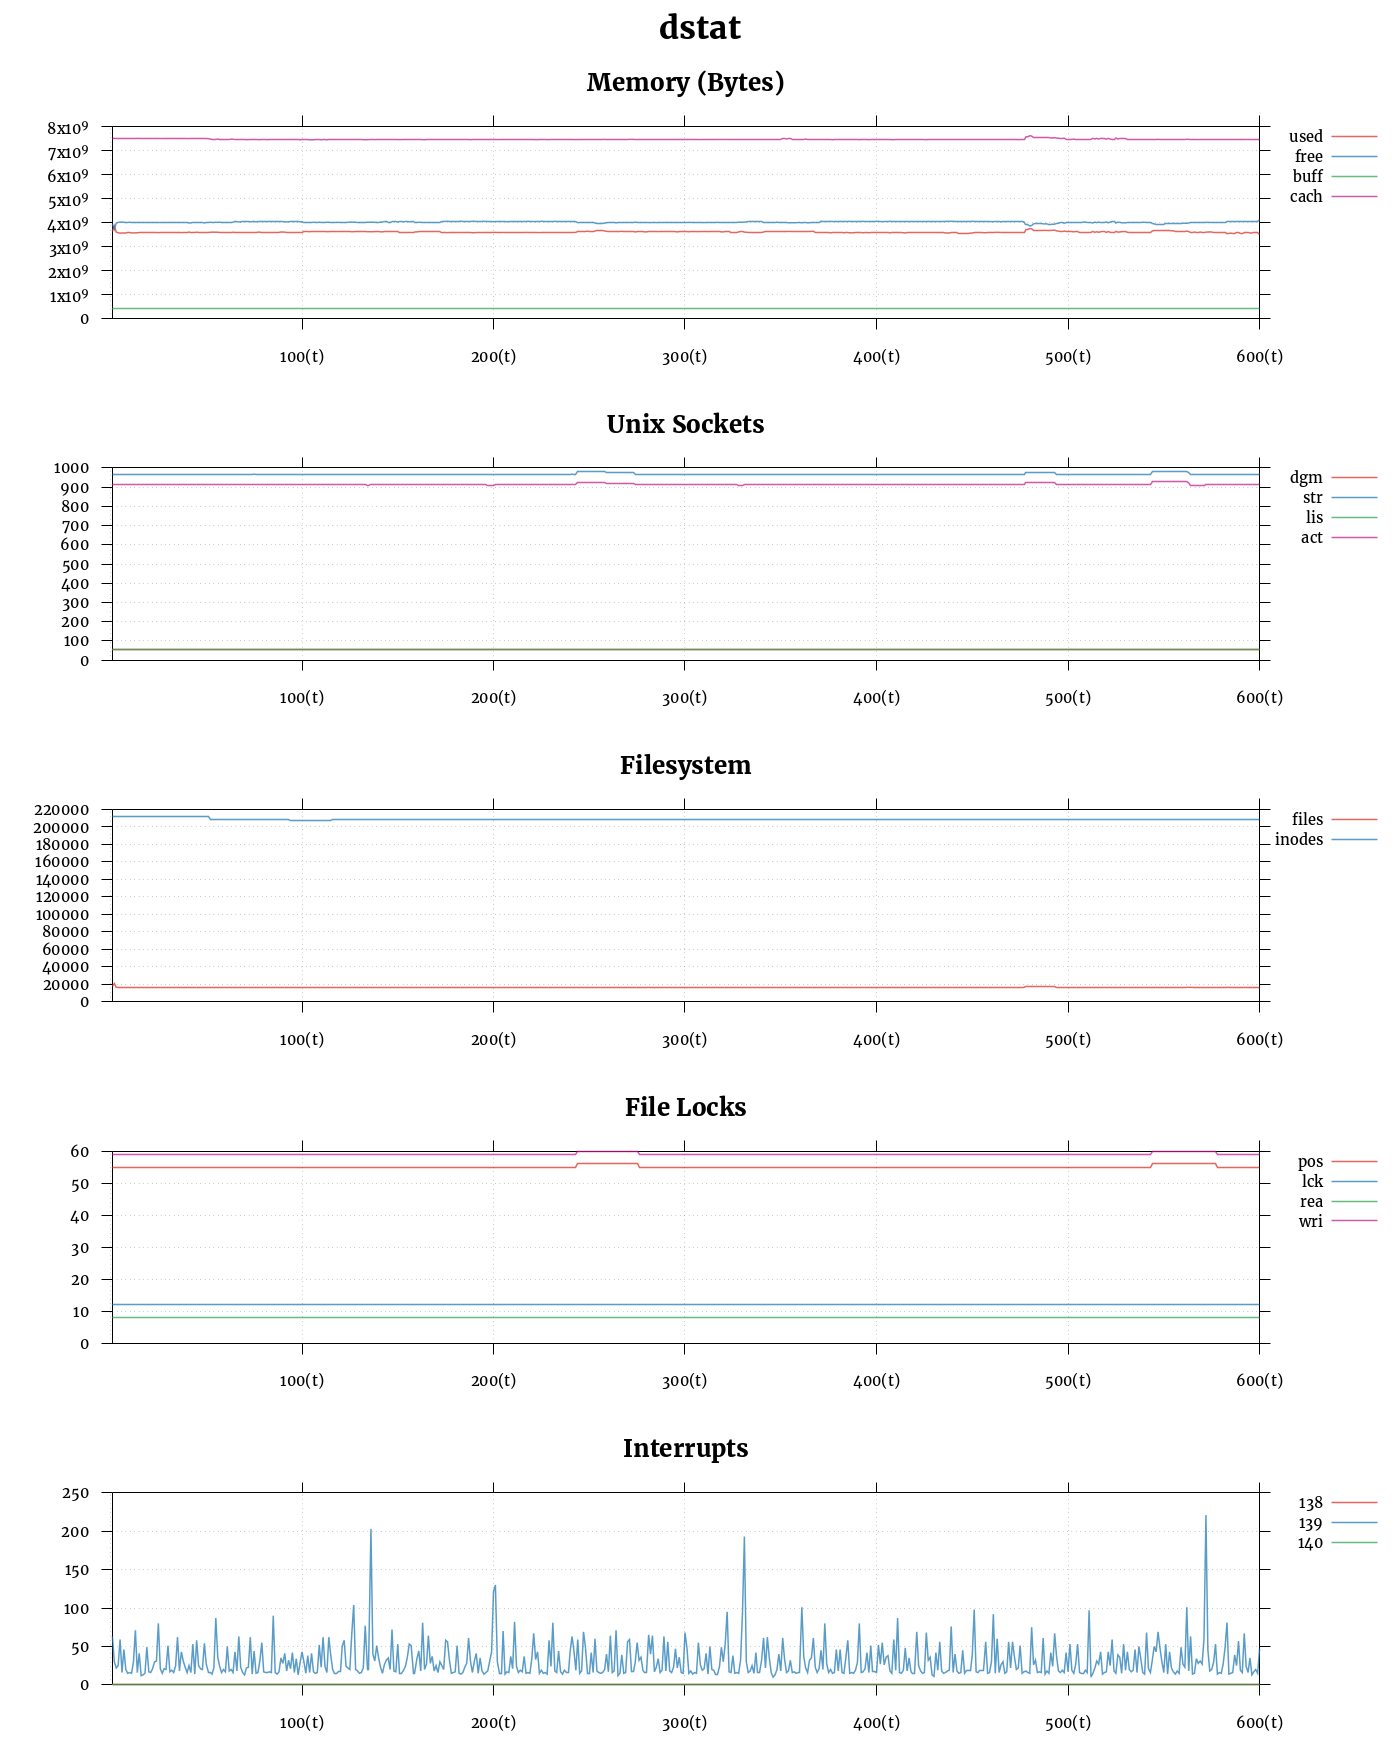 dstat
Memory (Bytes)
8x10⁹
7x10⁹
6x10⁹
5x10⁹
4x10⁹
3x10⁹
2x10⁹
1x10⁹
0
100(t) 200(t) 300(t) 400(t) 500(t) 600(t)
used
free
buff
cach
Unix Sockets
1000
900
800
700
600
500
400
300
200
100
0
100(t) 200(t) 300(t) 400(t) 500(t) 600(t)
dgm
str
lis
act
Filesystem
220000
200000
180000
160000
140000
120000
100000
80000
60000
40000
20000
0
100(t) 200(t) 300(t) 400(t) 500(t) 600(t)
files
inodes
File Locks
60
50
40
30
20
10
0
100(t) 200(t) 300(t) 400(t) 500(t) 600(t)
pos
lck
rea
wri
Interrupts
250
200
150
100
50
0
100(t) 200(t) 300(t) 400(t) 500(t) 600(t)
138
139
140